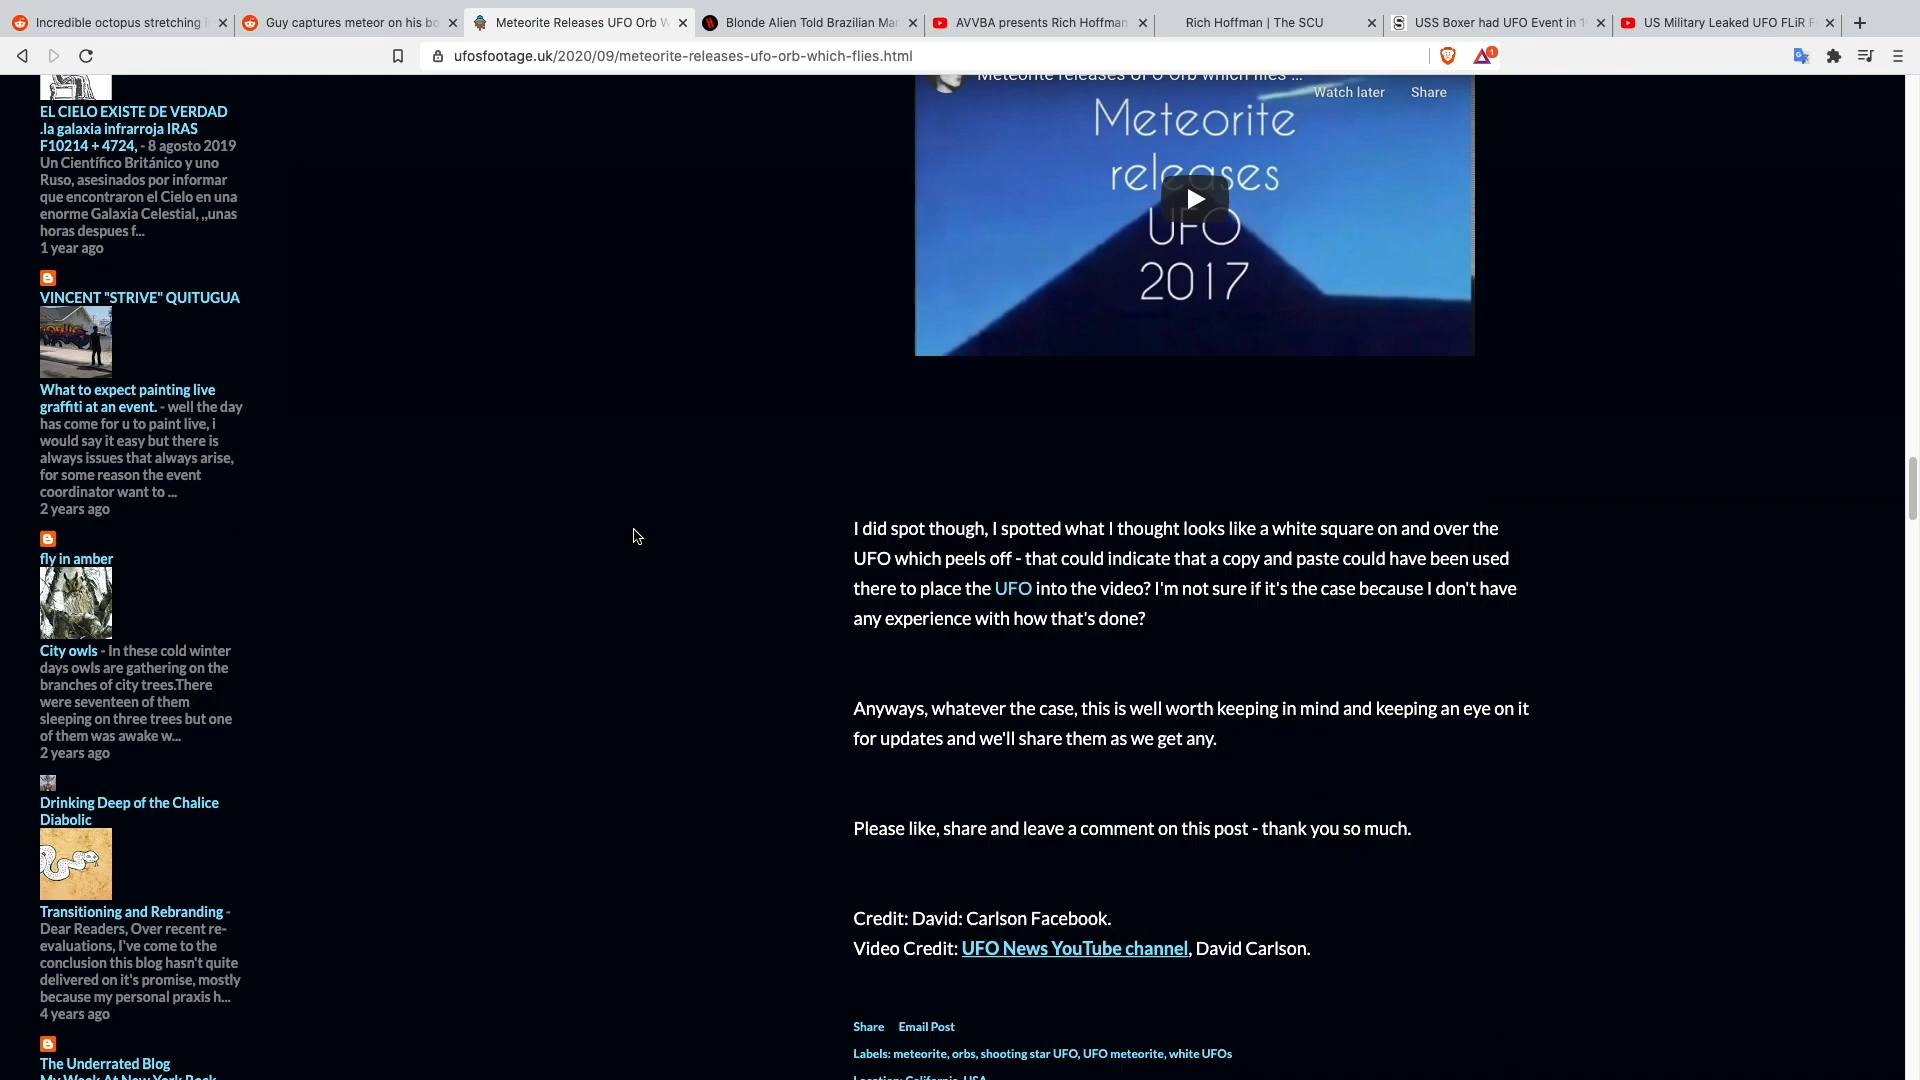 Incredible octopus stretching i
Guy captures meteor on his bo
Meteorite Releases UFO Orb W
Blonde Alien Told Brazilian Mar
AVVBA presents Rich Hoffman
Rich Hoffman | The SCU
USS Boxer had UFO Event in 1
US Military Leaked UFO FLiR F
ufosfootage.uk/2020/09/meteorite-releases-ufo-orb-which-flies.html
1
EL CIELO EXISTE DE VERDAD
.la galaxia infrarroja IRAS
F10214 + 4724, - 8 agosto 2019
Un Científico Británico y uno
Ruso, asesinados por informar
que encontraron el Cielo en una
enorme Galaxia Celestial, ,,unas
horas despues f...
1 year ago
VINCENT "STRIVE" QUITUGUA
What to expect painting live
graffiti at an event. - well the day
has come for u to paint live, i
would say it easy but there is
always issues that always arise,
for some reason the event
coordinator want to ...
2 years ago
fly in amber
City owls - In these cold winter
days owls are gathering on the
branches of city trees.There
were seventeen of them
sleeping on three trees but one
of them was awake w...
2 years ago
Drinking Deep of the Chalice
Diabolic
Transitioning and Rebranding -
Dear Readers, Over recent re-
evaluations, I've come to the
conclusion this blog hasn't quite
delivered on it's promise, mostly
because my personal praxis h...
4 years ago
The Underrated Blog
My Week At New York Rock
Meteorite releases UFO Orb which flies ...
Watch later
Share
Meteorite
releases
UFO
2017
I did spot though, I spotted what I thought looks like a white square on and over the
UFO which peels off - that could indicate that a copy and paste could have been used
there to place the UFO into the video? I'm not sure if it's the case because I don't have
any experience with how that's done?
Anyways, whatever the case, this is well worth keeping in mind and keeping an eye on it
for updates and we'll share them as we get any.
Please like, share and leave a comment on this post - thank you so much.
Credit: David: Carlson Facebook.
Video Credit: UFO News YouTube channel, David Carlson.
Share Email Post
Labels: meteorite, orbs, shooting star UFO, UFO meteorite, white UFOs
Location: California, USA